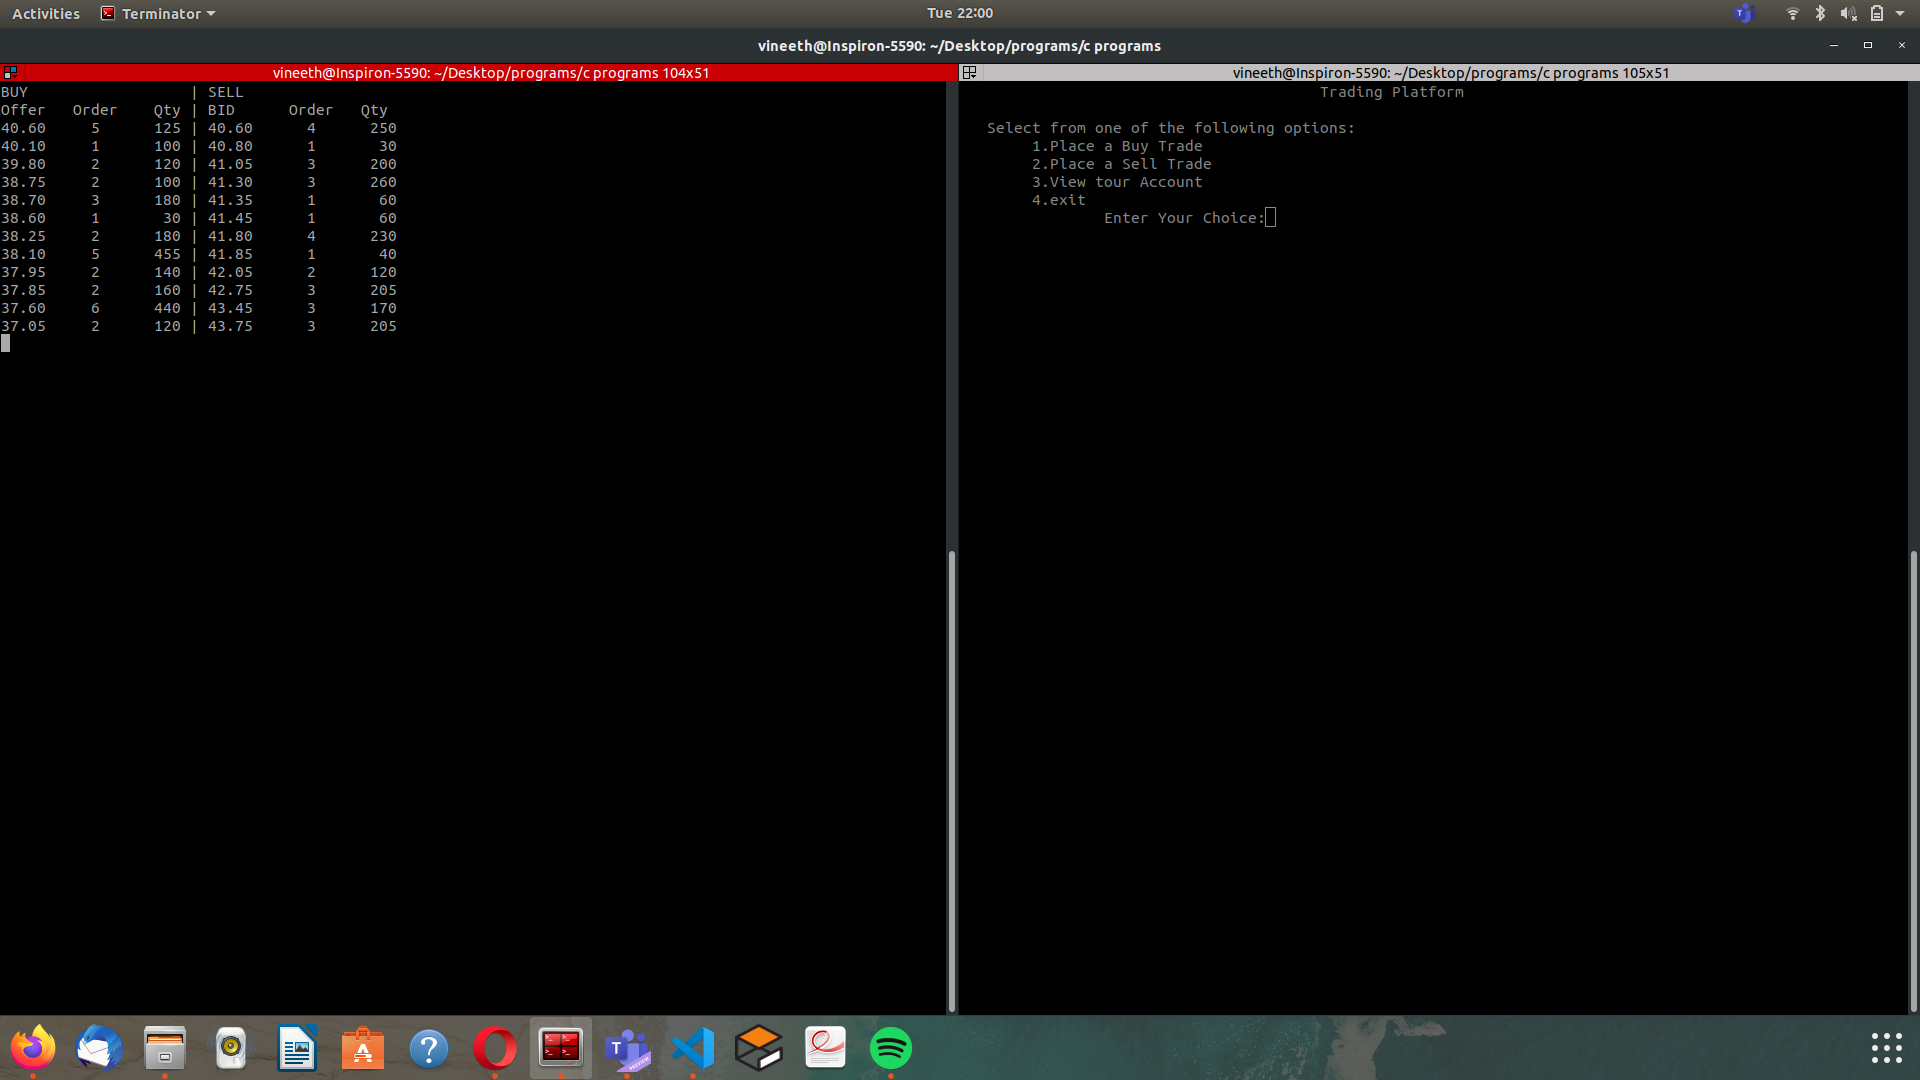 Activities Terminator Tue 22:00
vineeth@Inspiron-5590: ~/Desktop/programs/c programs
vineeth@Inspiron-5590: ~/Desktop/programs/c programs 104x51
BUY | SELL
Offer Order Qty | BID Order Qty
40.60 5 125 | 40.60 4 250
40.10 1 100 | 40.80 1 30
39.80 2 120 | 41.05 3 200
38.75 2 100 | 41.30 3 260
38.70 3 180 | 41.35 1 60
38.60 1 30 | 41.45 1 60
38.25 2 180 | 41.80 4 230
38.10 5 455 | 41.85 1 40
37.95 2 140 | 42.05 2 120
37.85 2 160 | 42.75 3 205
37.60 6 440 | 43.45 3 170
37.05 2 120 | 43.75 3 205
vineeth@Inspiron-5590: ~/Desktop/programs/c programs 105x51
Trading Platform
Select from one of the following options:
1.Place a Buy Trade
2.Place a Sell Trade
3.View tour Account
4.exit
Enter Your Choice: